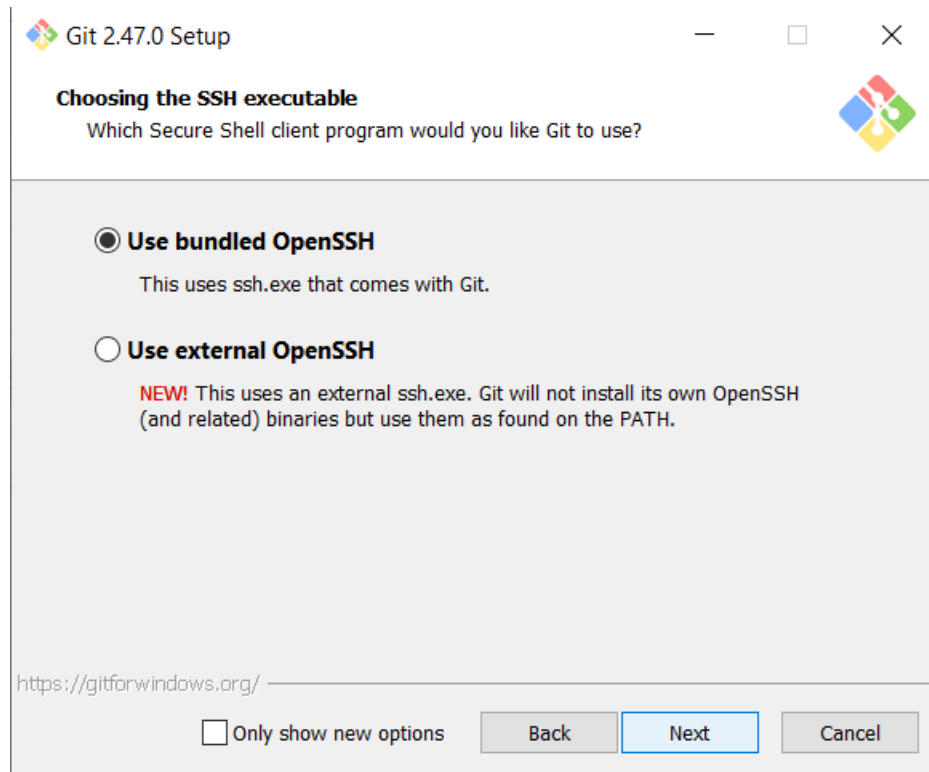 Git 2.47.0 Setup
Choosing the SSH executable
Which Secure Shell client program would you like Git to use?
Use bundled OpenSSH
This uses ssh.exe that comes with Git.
Use external OpenSSH
NEW! This uses an external ssh.exe. Git will not install its own OpenSSH
(and related) binaries but use them as found on the PATH.
https://gitforwindows.org/
Only show new options Back Next Cancel